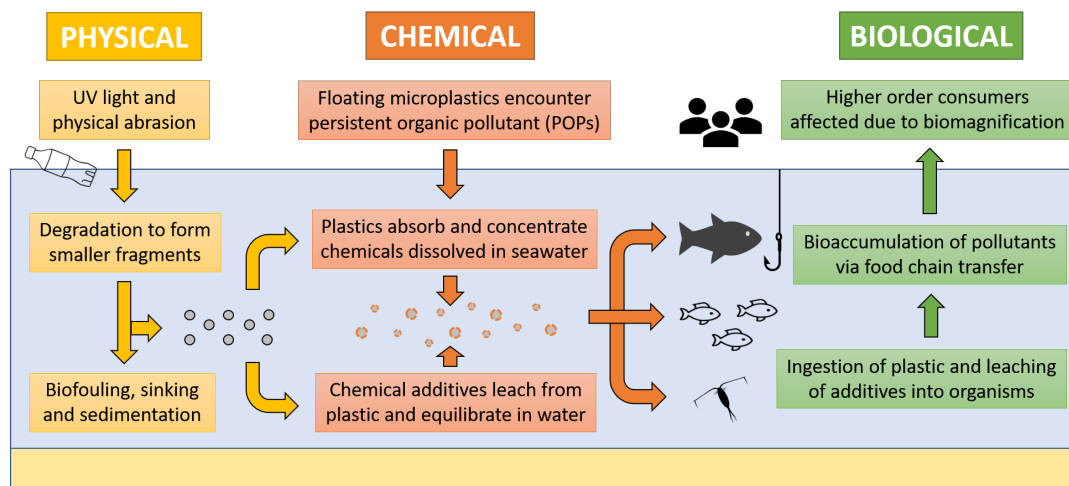 PHYSICAL
UV light and
physical abrasion
Degradation to form
smaller fragments
Biofouling, sinking
and sedimentation
CHEMICAL
Floating microplastics encounter
persistent organic pollutant (POPs)
Plastics absorb and concentrate
chemicals dissolved in seawater
Chemical additives leach from
plastic and equilibrate in water
BIOLOGICAL
Higher order consumers
affected due to biomagnification
Bioaccumulation of pollutants
via food chain transfer
Ingestion of plastic and leaching
of additives into organisms